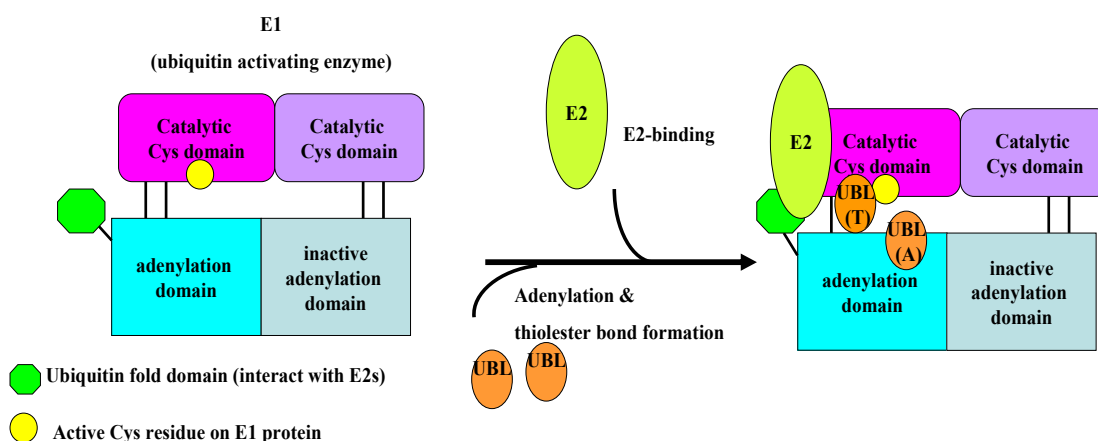 E1
(ubiquitin activating enzyme)
Catalytic
Cys domain
Catalytic
Cys domain
adenylation
domain
inactive
adenylation
domain
E2
E2-binding
Adenylation &
thiolester bond formation
UBL
UBL
E2
Catalytic
Cys domain
Catalytic
Cys domain
UBL
(T)
UBL
(A)
adenylation
domain
inactive
adenylation
domain
Ubiquitin fold domain (interact with E2s)
Active Cys residue on E1 protein